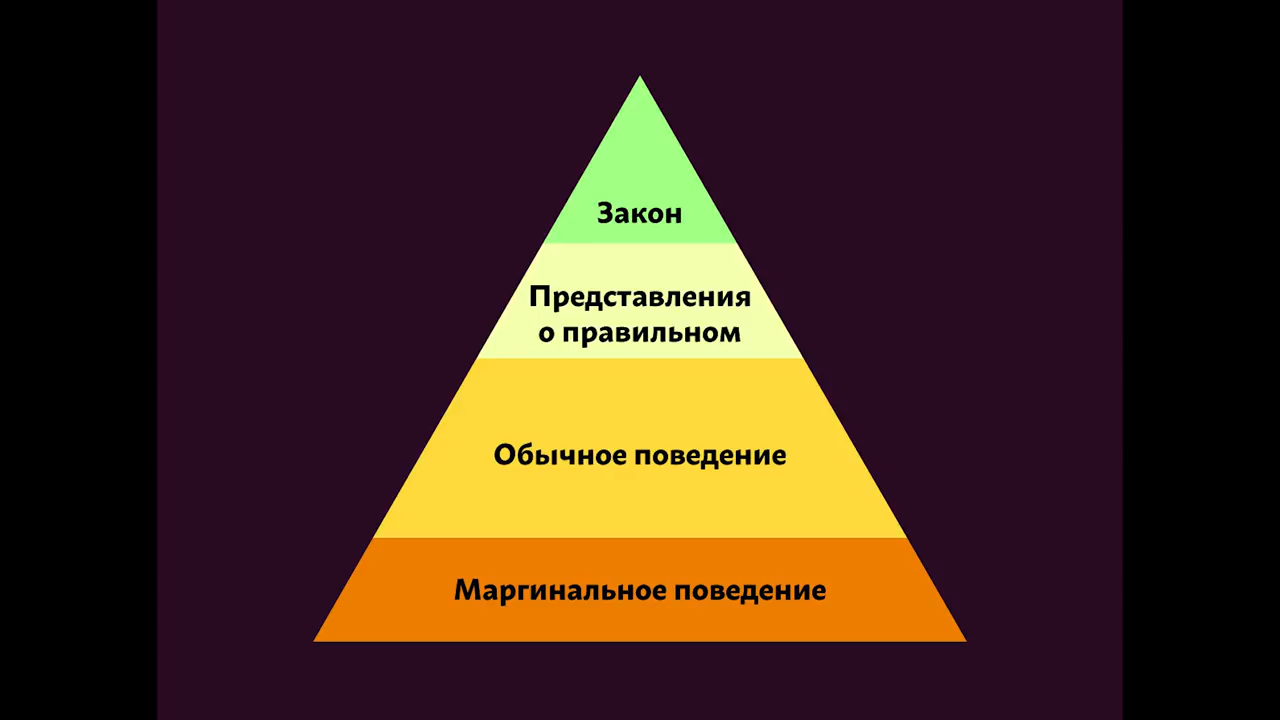 Закон
Представления
о правильном
Обычное поведение
Маргинальное поведение